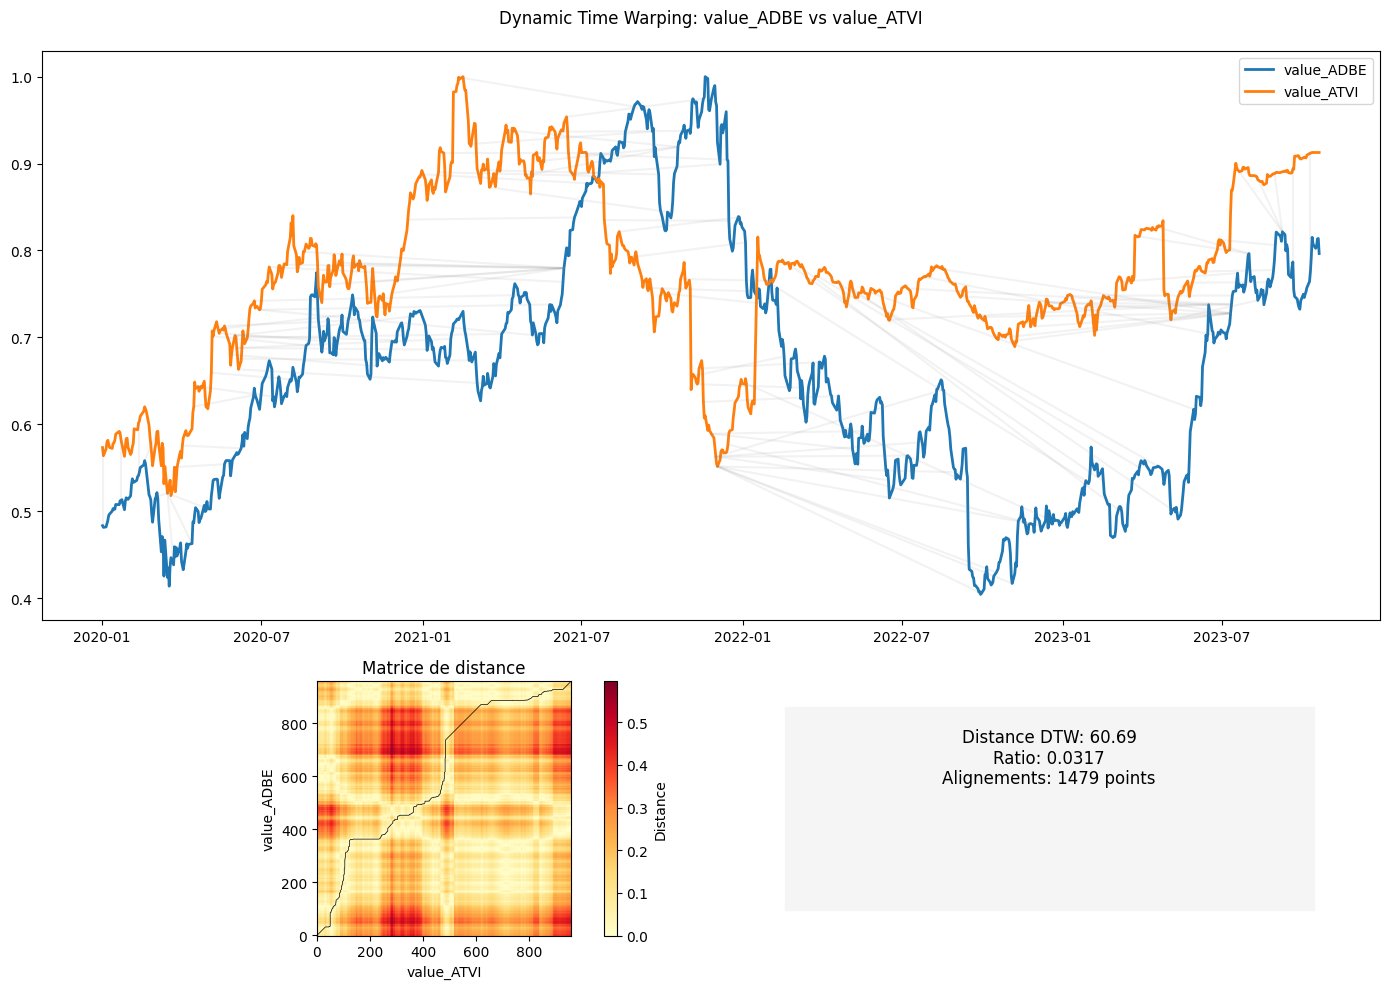 Dynamic Time Warping: value_ADBE vs value_ATVI
value_ADBE
value_ATVI
1.0
0.9
0.8
0.7
0.6
0.5
0.4
2020-01 2020-07 2021-01 2021-07 2022-01 2022-07 2023-01 2023-07
Matrice de distance
value_ADBE
800
600
400
200
0
0 200 400 600 800
value_ATVI
0.5
0.4
0.3
0.2
0.1
0.0
Distance
Distance DTW: 60.69
Ratio: 0.0317
Alignements: 1479 points